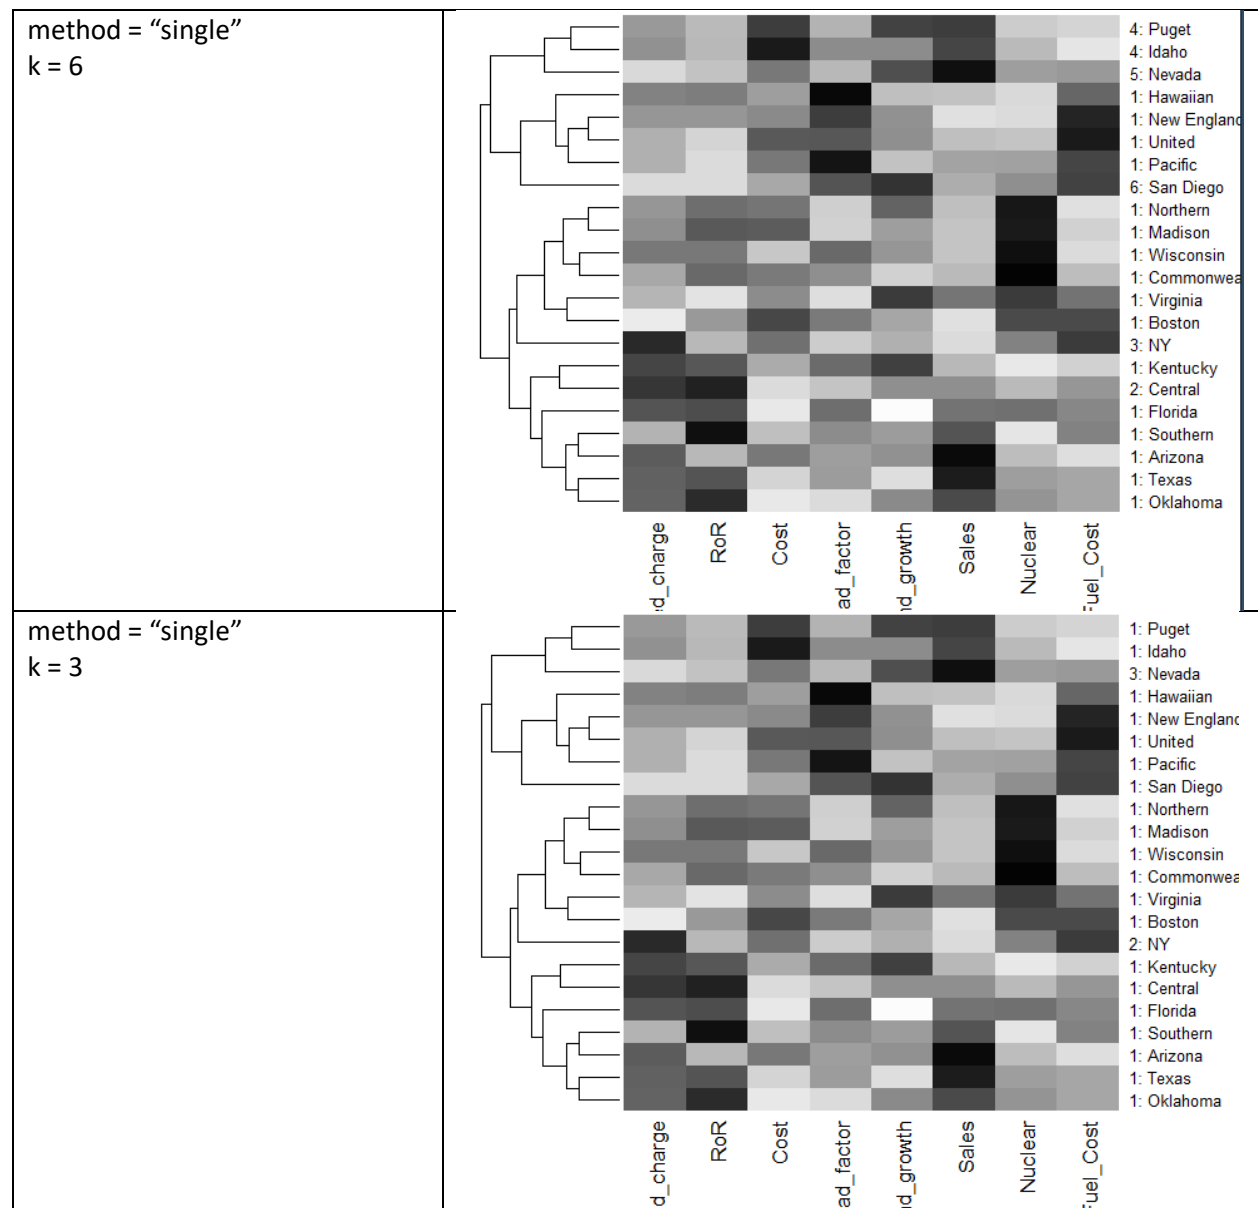 method = “single”
k = 6
4: Puget
4: Idaho
5: Nevada
1: Hawaiian
1: New England
1: United
1: Pacific
6: San Diego
1: Northern
1: Madison
1: Wisconsin
1: Commonwea
1: Virginia
1: Boston
3: NY
1: Kentucky
2: Central
1: Florida
1: Southern
1: Arizona
1: Texas
1: Oklahoma
ed_charge
RoR
Cost
ad_factor
nd_growth
Sales
Nuclear
Fuel_Cost
method = “single”
k = 3
1: Puget
1: Idaho
3: Nevada
1: Hawaiian
1: New England
1: United
1: Pacific
1: San Diego
1: Northern
1: Madison
1: Wisconsin
1: Commonwea
1: Virginia
1: Boston
2: NY
1: Kentucky
1: Central
1: Florida
1: Southern
1: Arizona
1: Texas
1: Oklahoma
d_charge
RoR
Cost
ad_factor
nd_growth
Sales
Nuclear
Fuel_Cost